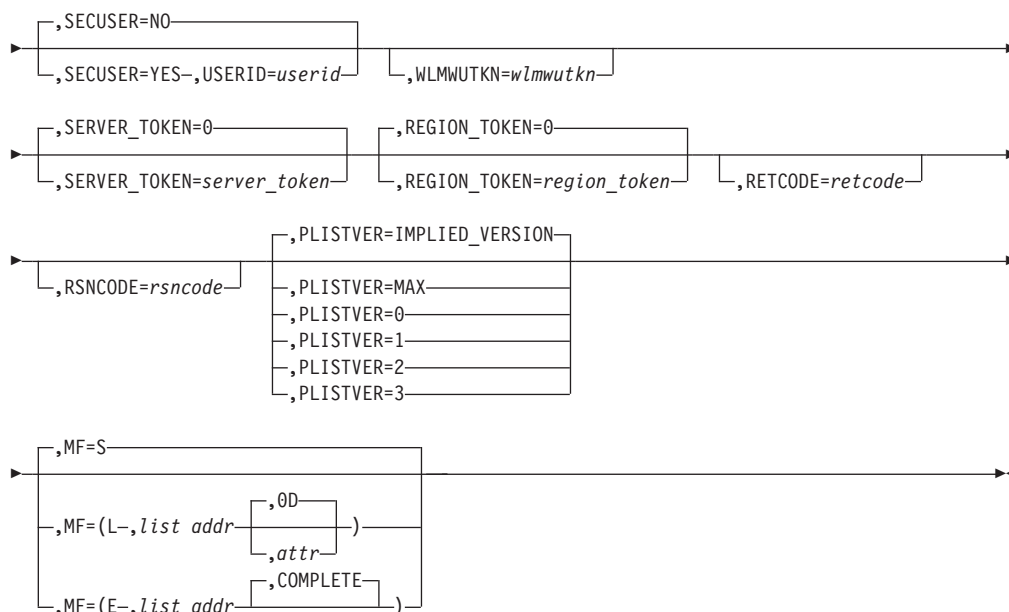 ,SECUSER=NO
,SECUSER=YES–,USERID=userid
,WLMWUTKN=wlmwutkn
,SERVER_TOKEN=0
,SERVER_TOKEN=server_token
,REGION_TOKEN=0
,REGION_TOKEN=region_token
,RETCODE=retcode
,RSNCODE=rsncode
,PLISTVER=IMPLIED_VERSION
,PLISTVER=MAX
,PLISTVER=0
,PLISTVER=1
,PLISTVER=2
,PLISTVER=3
,MF=S
,MF=(L–,list addr
,0D
,attr
)
,MF=(E–,list addr
,COMPLETE
)